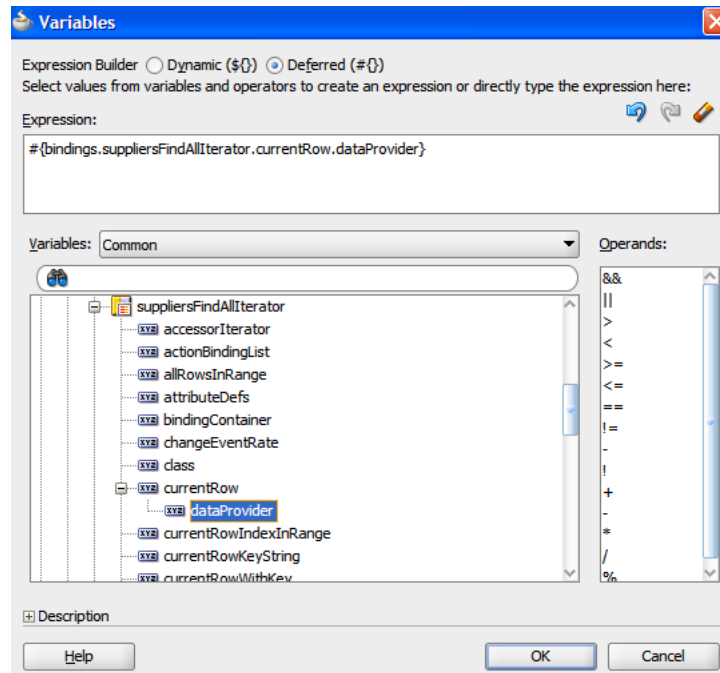 Variables
Expression Builder Dynamic (${}) Deferred (#{})
Select values from variables and operators to create an expression or directly type the expression here:
Expression:
#{bindings.suppliersFindAllIterator.currentRow.dataProvider}
Variables: Common
Operands:
suppliersFindAllIterator
accessorIterator
actionBindingList
allRowsInRange
attributeDefs
bindingContainer
changeEventRate
class
currentRow
dataProvider
currentRowIndexInRange
currentRowKeyString
currentRowWithKey
&&
||
>
<
>=
<=
==
!=
-
!
+
-
*
/
%
Description
Help
OK
Cancel